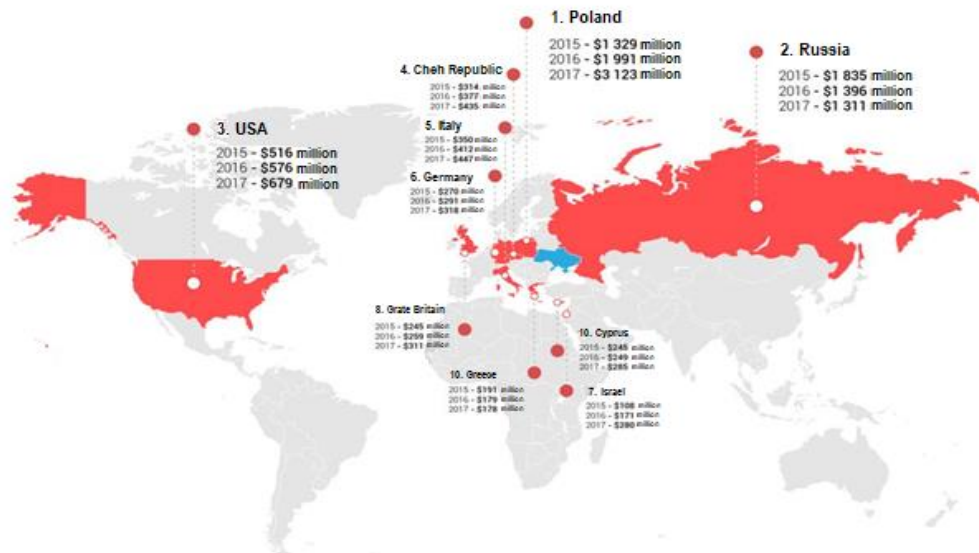 1. Poland
2015 - $1 329 million
2016 - $1 991 million
2017 - $3 123 million
2. Russia
2015 - $1 835 million
2016 - $1 396 million
2017 - $1 311 million
4. Cheh Republic
2015 - $314 million
2016 - $377 million
2017 - $435 million
3. USA
2015 - $516 million
2016 - $576 million
2017 - $679 million
5. Italy
2015 - $350 million
2016 - $412 million
2017 - $447 million
6. Germany
2015 - $270 million
2016 - $291 million
2017 - $318 million
8. Grate Britain
2015 - $245 million
2016 - $259 million
2017 - $311 million
10. Cyprus
2015 - $245 million
2016 - $249 million
2017 - $285 million
10. Greese
2015 - $191 million
2016 - $179 million
2017 - $178 million
7. Israel
2015 - $108 million
2016 - $171 million
2017 - $280 million